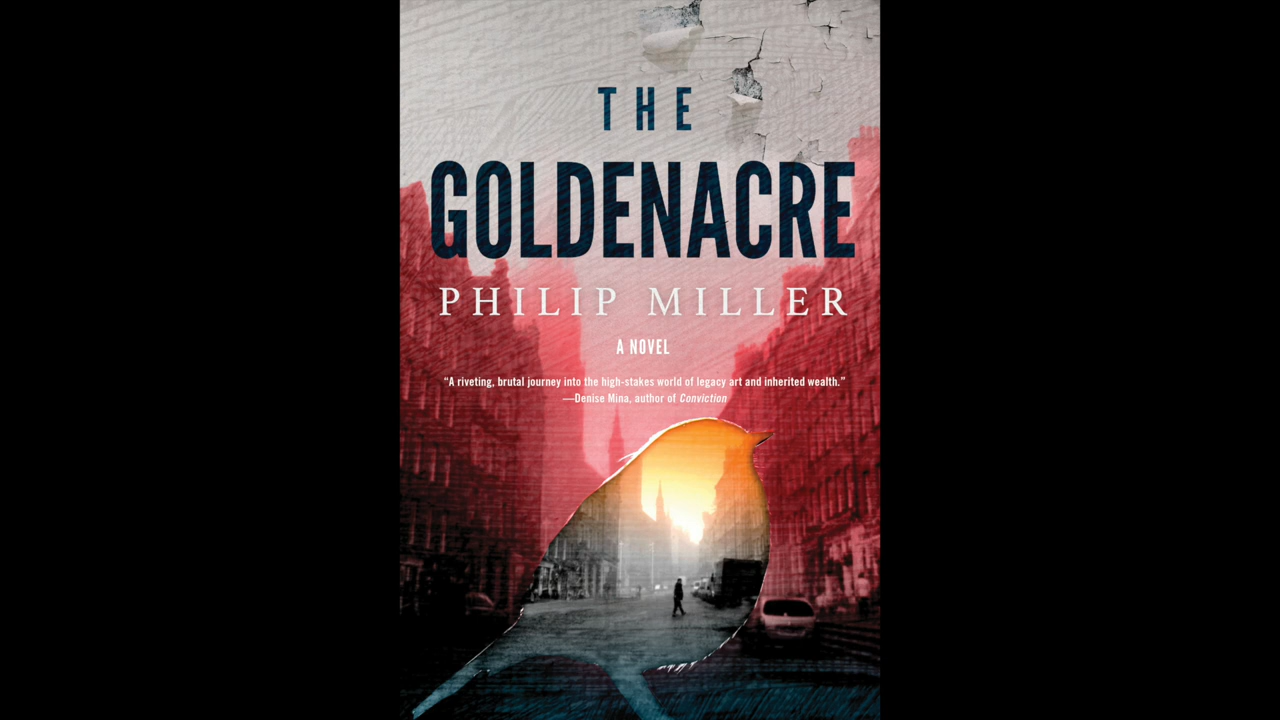 THE
GOLDENACRE
PHILIP MILLER
A NOVEL
“A riveting, brutal journey into the high-stakes world of legacy art and inherited wealth.”
—Denise Mina, author of Conviction